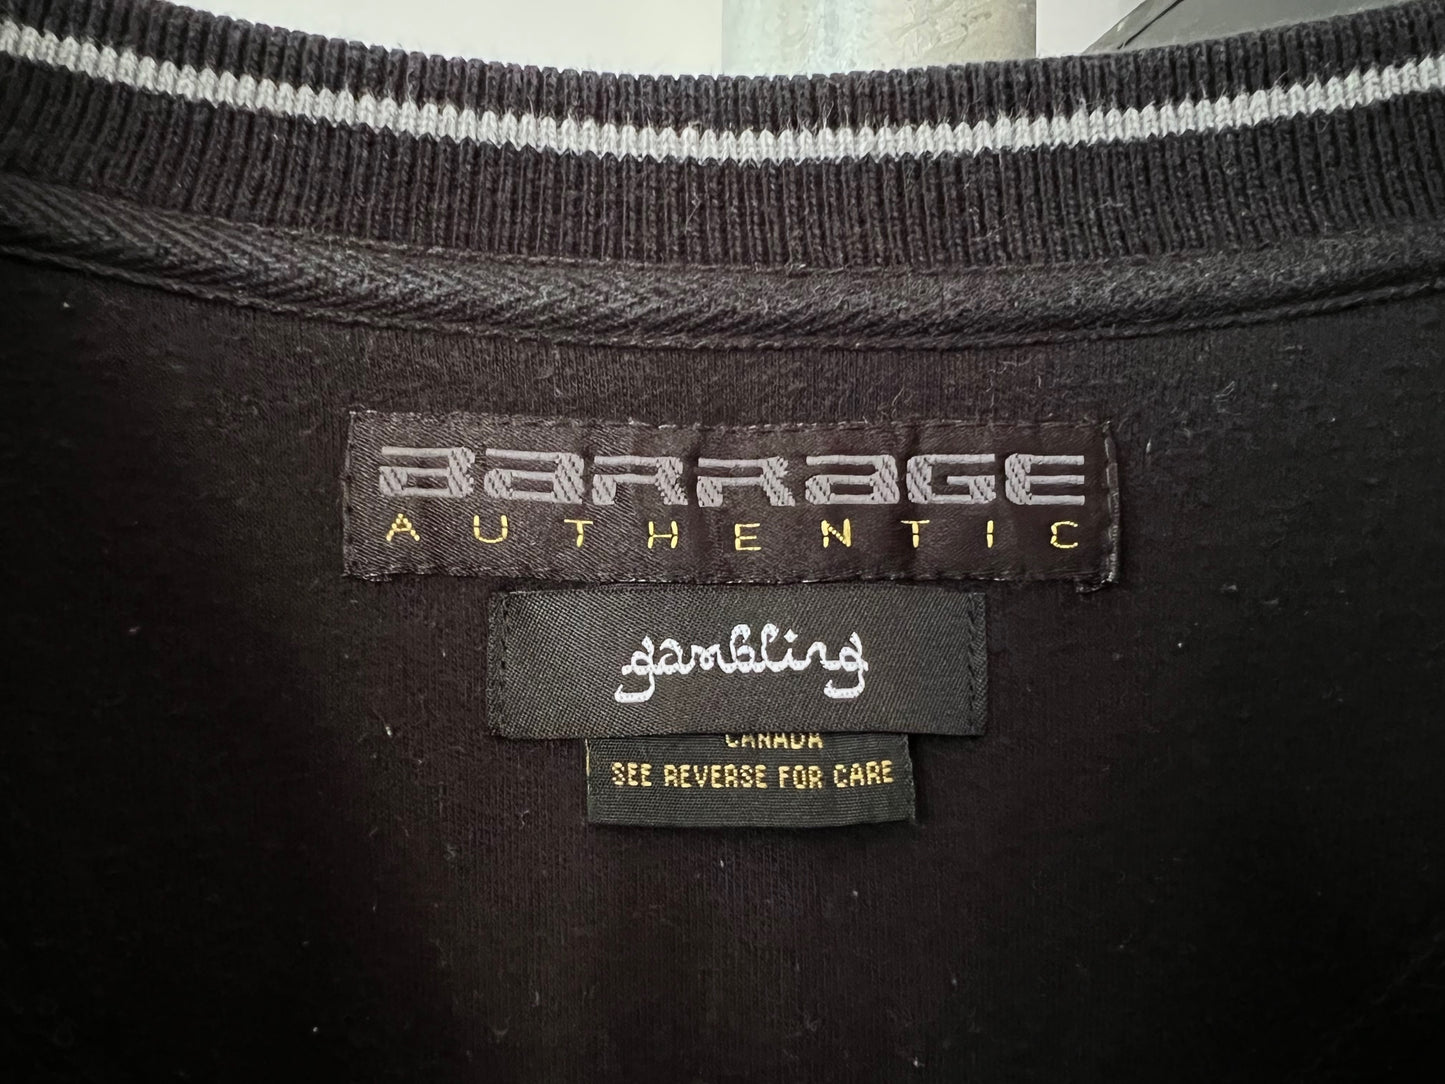 BARRAGE
AUTHENTIC
gambling
CANADA
SEE REVERSE FOR CARE